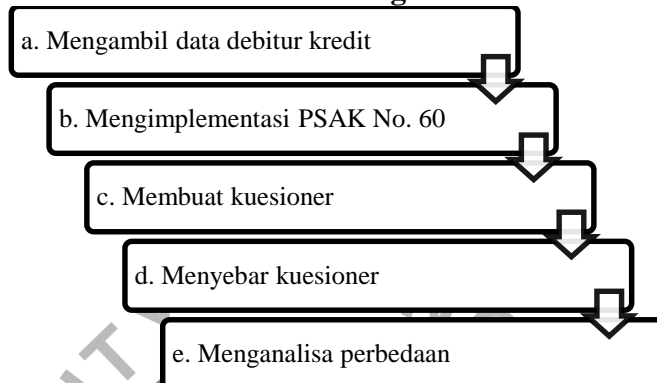 a. Mengambil data debitur kredit
b. Mengimplementasi PSAK No. 60
c. Membuat kuesioner
d. Menyebar kuesioner
e. Menganalisa perbedaan